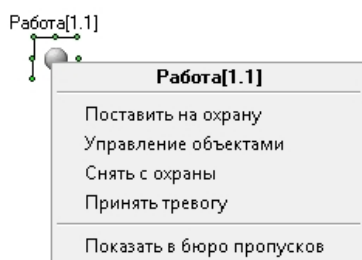 Работа[1.1]
Работа[1.1]
Поставить на охрану
Управление объектами
Снять с охраны
Принять тревогу
Показать в бюро пропусков